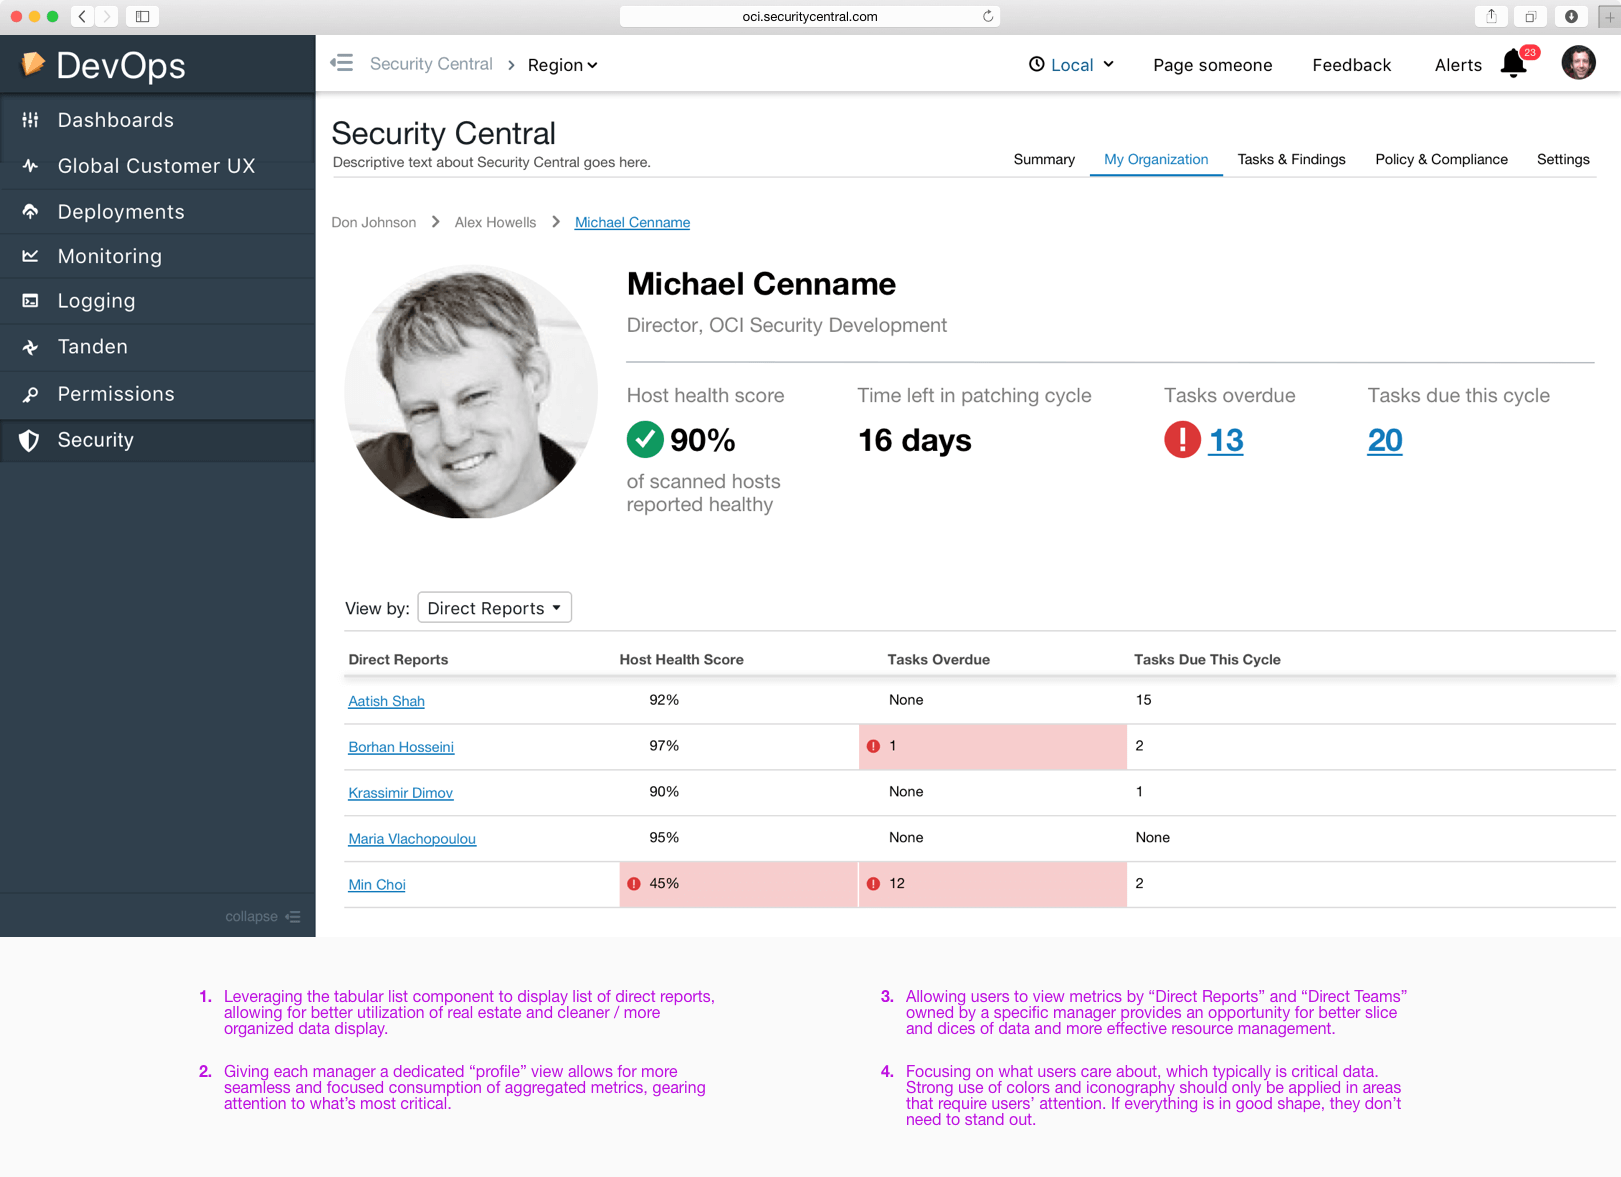 oci.securitycentral.com
DevOps
Security Central
Region
Local
Page someone
Feedback
Alerts
23
Dashboards
Global Customer UX
Deployments
Monitoring
Logging
Tanden
Permissions
Security
collapse
Security Central
Descriptive text about Security Central goes here.
Summary
My Organization
Tasks & Findings
Policy & Compliance
Settings
Don Johnson
Alex Howells
Michael Cenname
Michael Cenname
Director, OCI Security Development
Host health score
90%
of scanned hosts
reported healthy
Time left in patching cycle
16 days
Tasks overdue
13
Tasks due this cycle
20
View by:
Direct Reports
Direct Reports Host Health Score Tasks Overdue Tasks Due This Cycle
Aatish Shah 92% None 15
Borhan Hosseini 97% 1 2
Krassimir Dimov 90% None 1
Maria Vlachopoulou 95% None None
Min Choi 45% 12 2
1. Leveraging the tabular list component to display list of direct reports,
allowing for better utilization of real estate and cleaner / more
organized data display.
2. Giving each manager a dedicated “profile” view allows for more
seamless and focused consumption of aggregated metrics, gearing
attention to what’s most critical.
3. Allowing users to view metrics by “Direct Reports” and “Direct Teams”
owned by a specific manager provides an opportunity for better slice
and dices of data and more effective resource management.
4. Focusing on what users care about, which typically is critical data.
Strong use of colors and iconography should only be applied in areas
that require users’ attention. If everything is in good shape, they don’t
need to stand out.